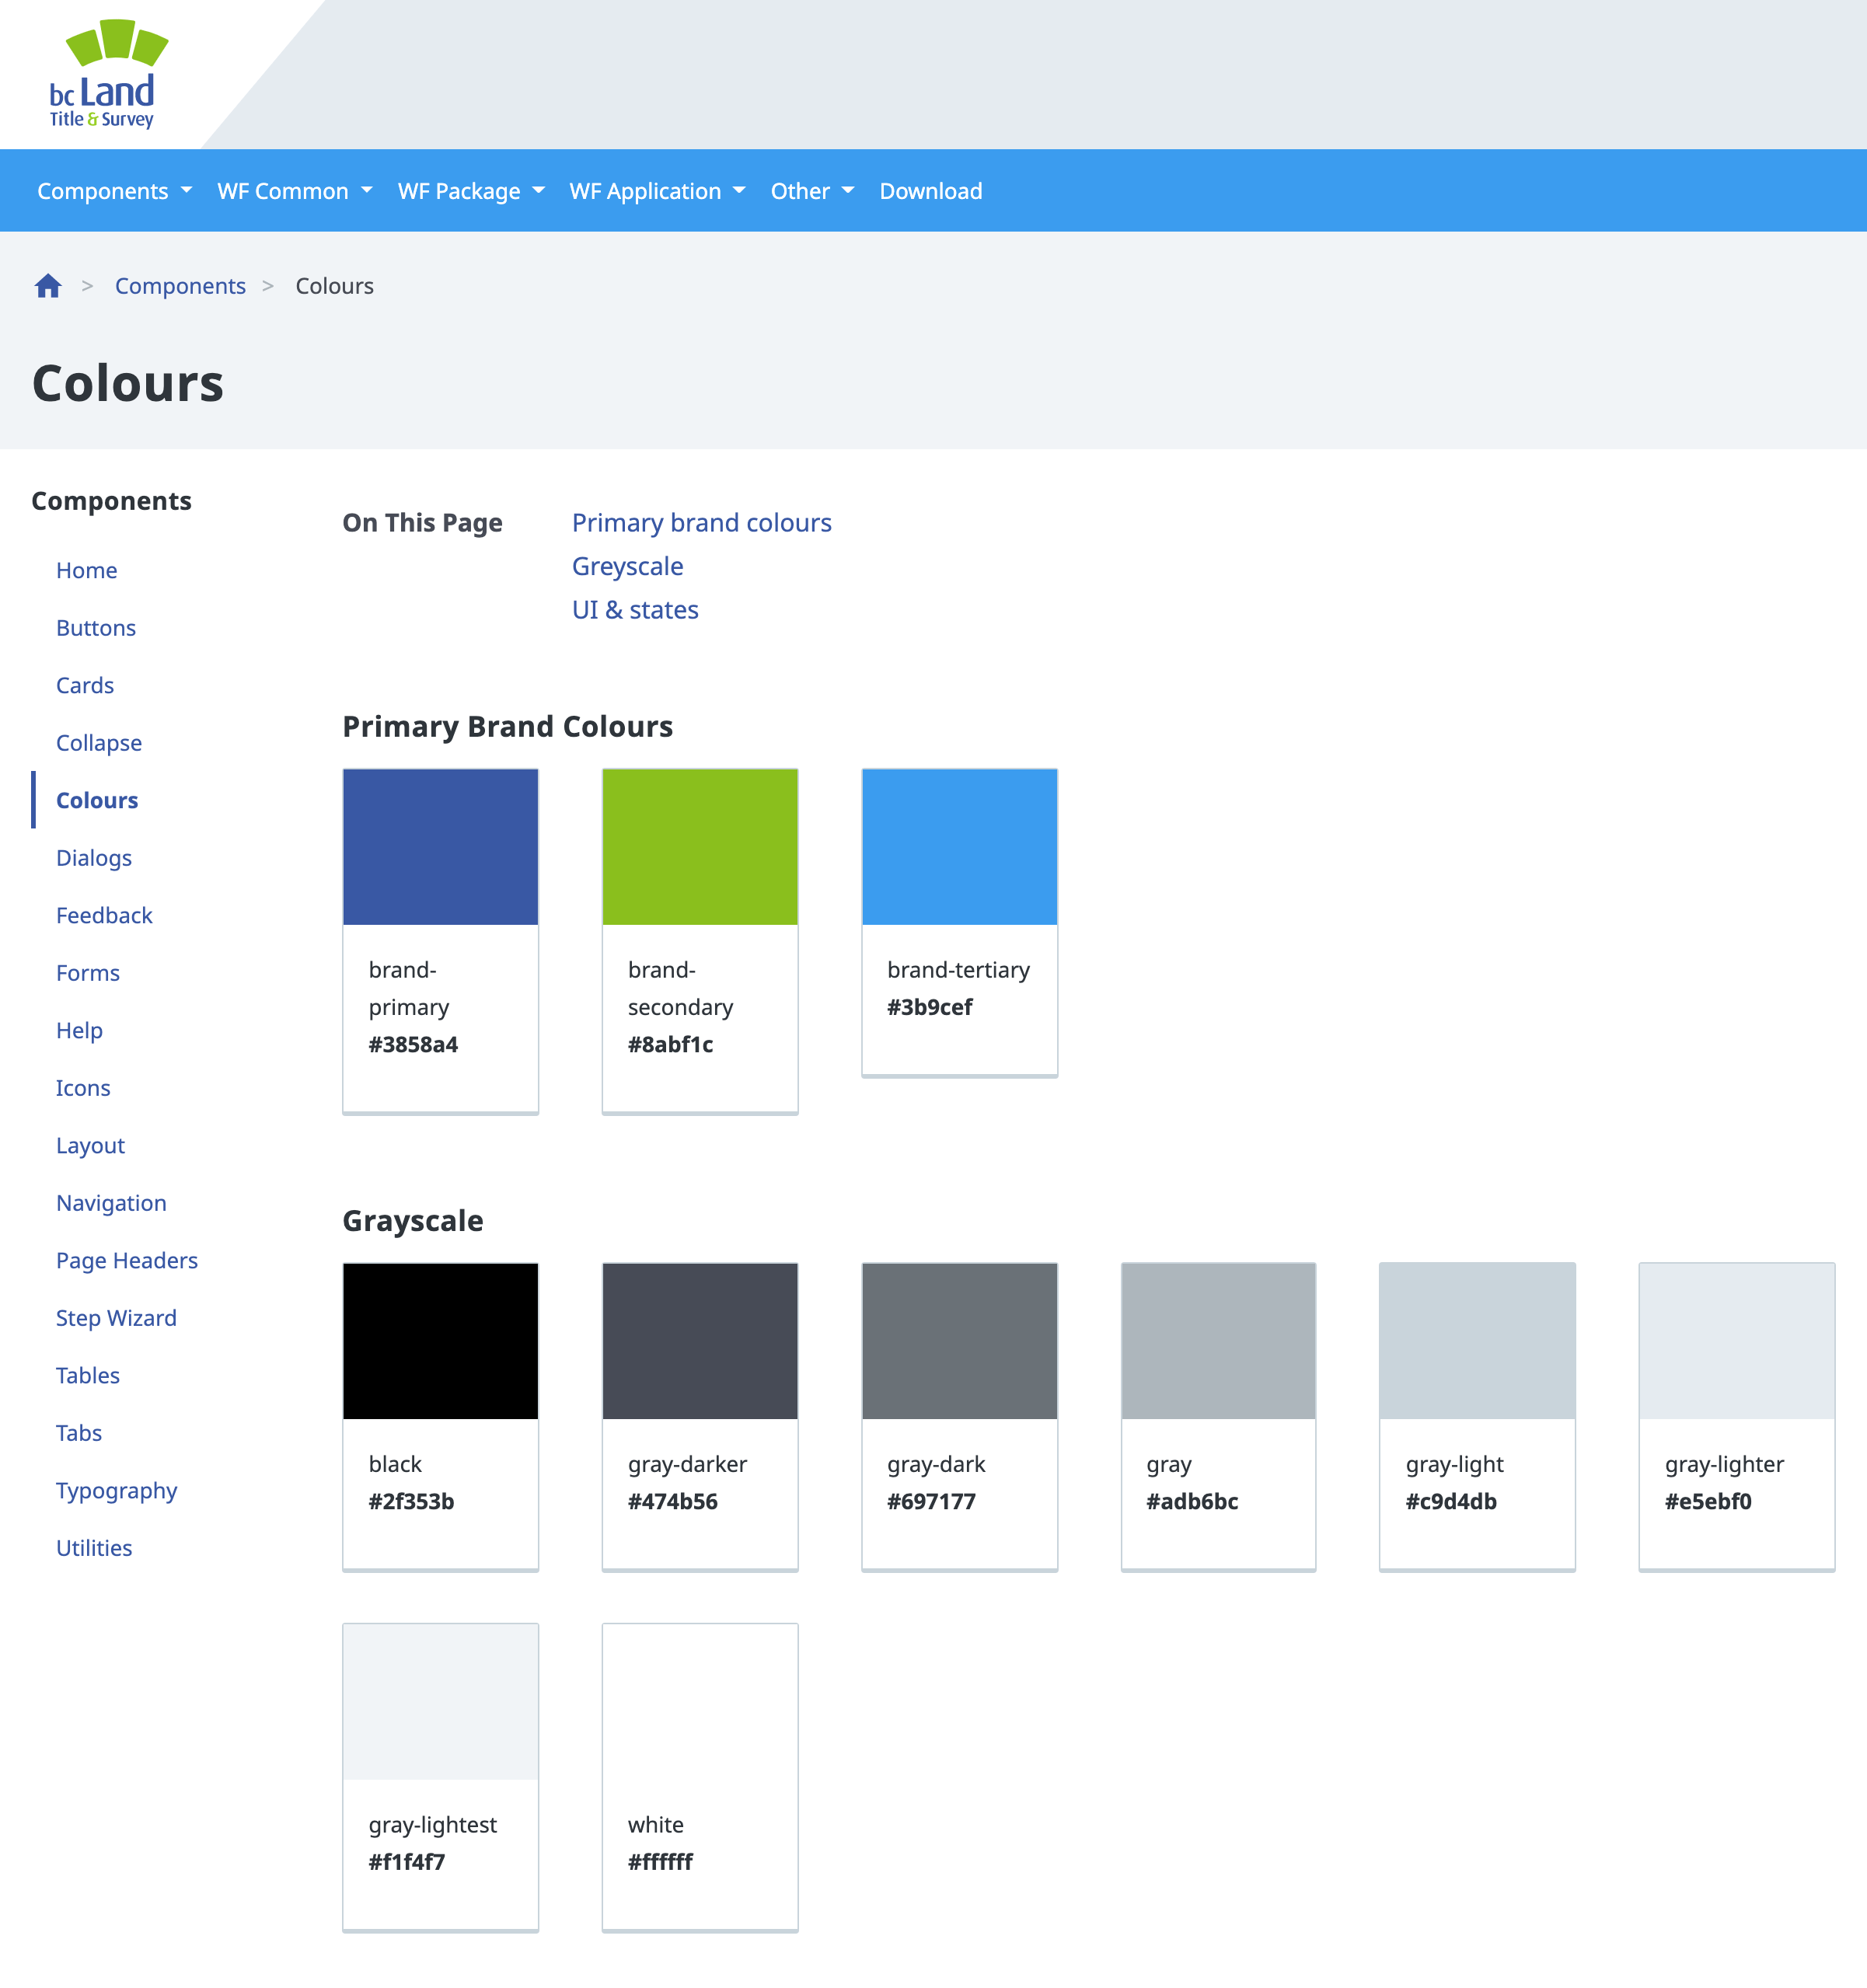 bc Land
Title & Survey
Components
WF Common
WF Package
WF Application
Other
Download
> Components > Colours
Colours
Components
Home
Buttons
Cards
Collapse
Colours
Dialogs
Feedback
Forms
Help
Icons
Layout
Navigation
Page Headers
Step Wizard
Tables
Tabs
Typography
Utilities
On This Page
Primary brand colours
Greyscale
UI & states
Primary Brand Colours
brand-
primary
#3858a4
brand-
secondary
#8abf1c
brand-tertiary
#3b9cef
Grayscale
black
#2f353b
gray-darker
#474b56
gray-dark
#697177
gray
#adb6bc
gray-light
#c9d4db
gray-lighter
#e5ebf0
gray-lightest
#f1f4f7
white
#ffffff